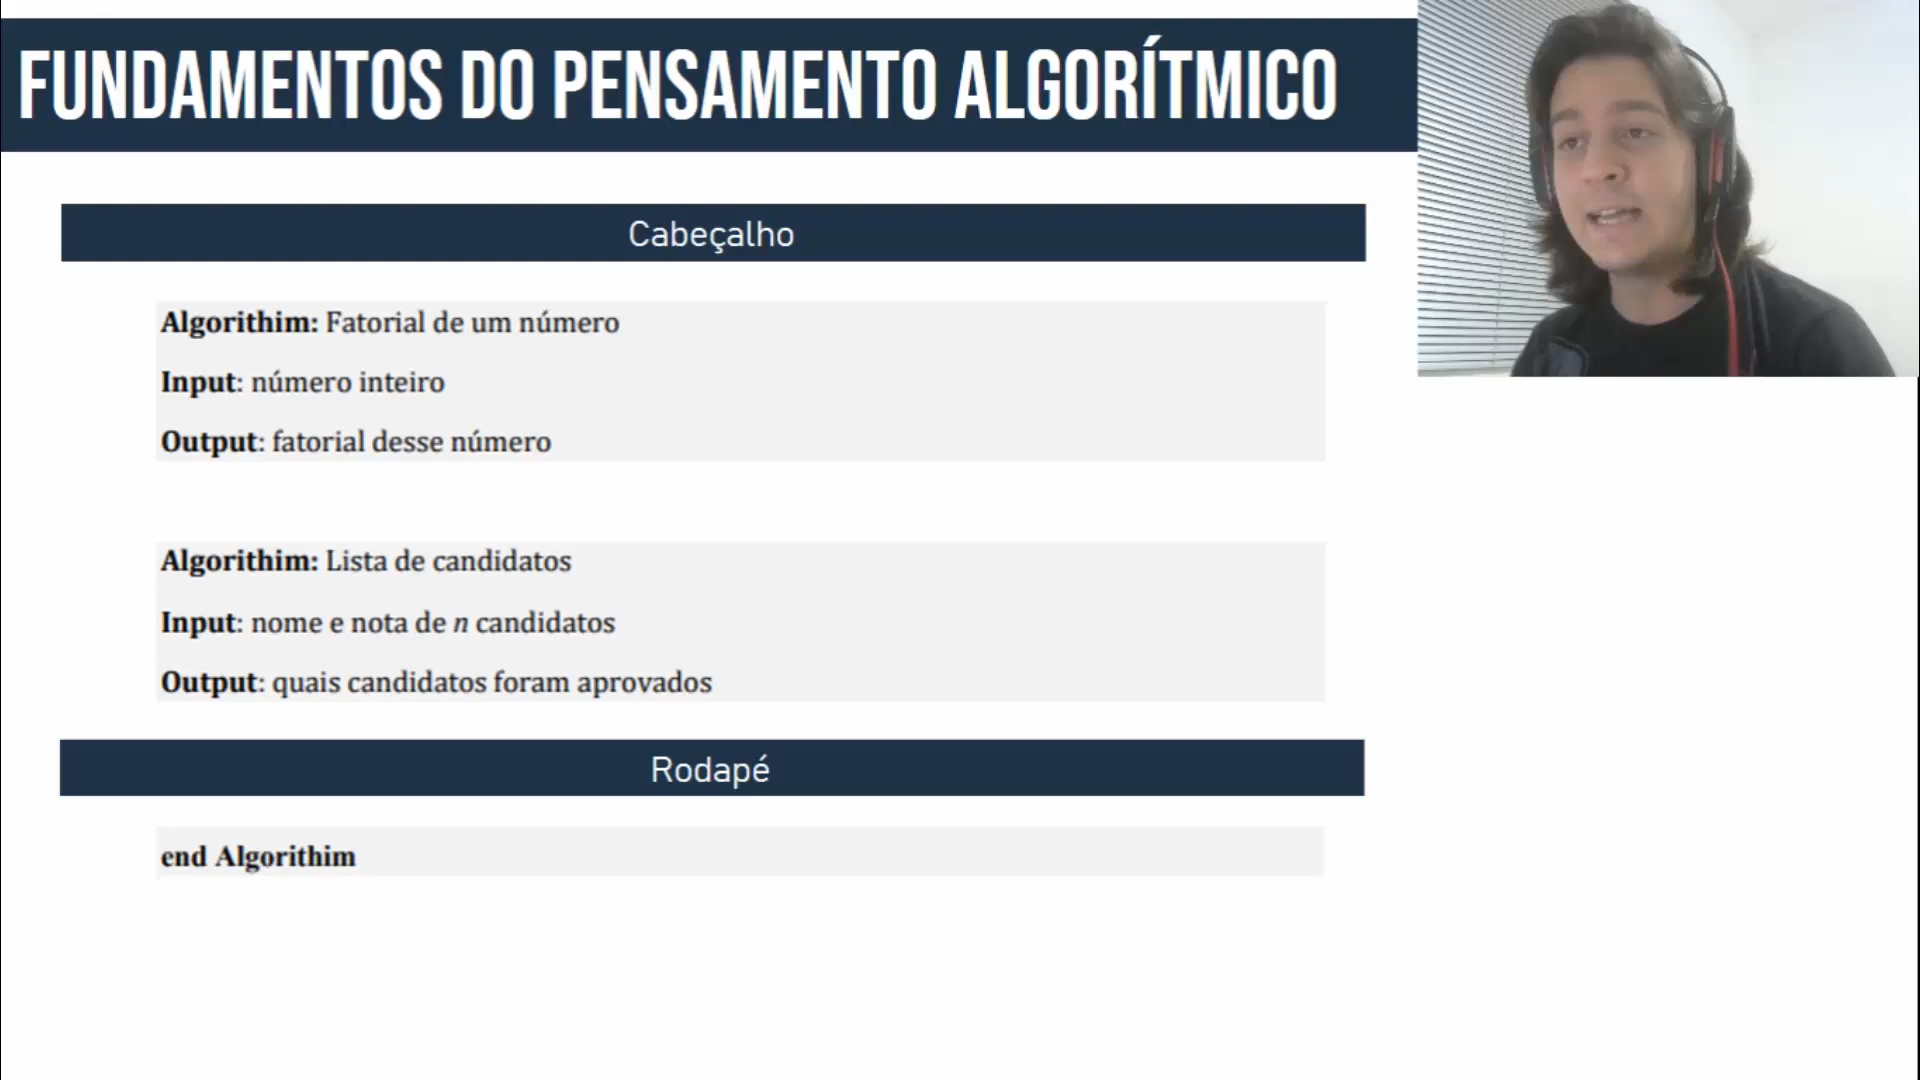 FUNDAMENTOS DO PENSAMENTO ALGORÍTMICO
Cabeçalho
Algorithim: Fatorial de um número
Input: número inteiro
Output: fatorial desse número
Algorithim: Lista de candidatos
Input: nome e nota de n candidatos
Output: quais candidatos foram aprovados
Rodapé
end Algorithim